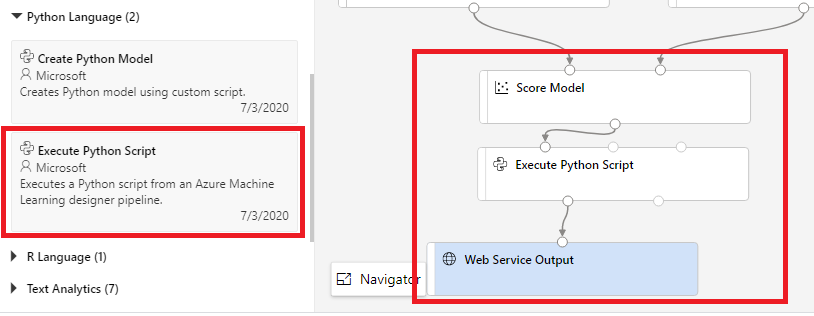 Python Language (2)
Create Python Model
Microsoft
Creates Python model using custom script.
7/3/2020
Execute Python Script
Microsoft
Executes a Python script from an Azure Machine
Learning designer pipeline.
7/3/2020
R Language (1)
Text Analytics (7)
Score Model
Execute Python Script
Web Service Output
Navigator